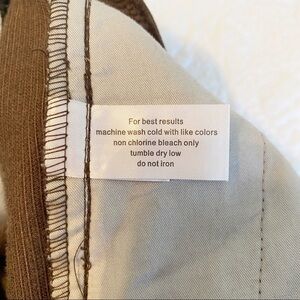 For best results
machine wash cold with like colors
non chlorine bleach only
tumble dry low
do not iron